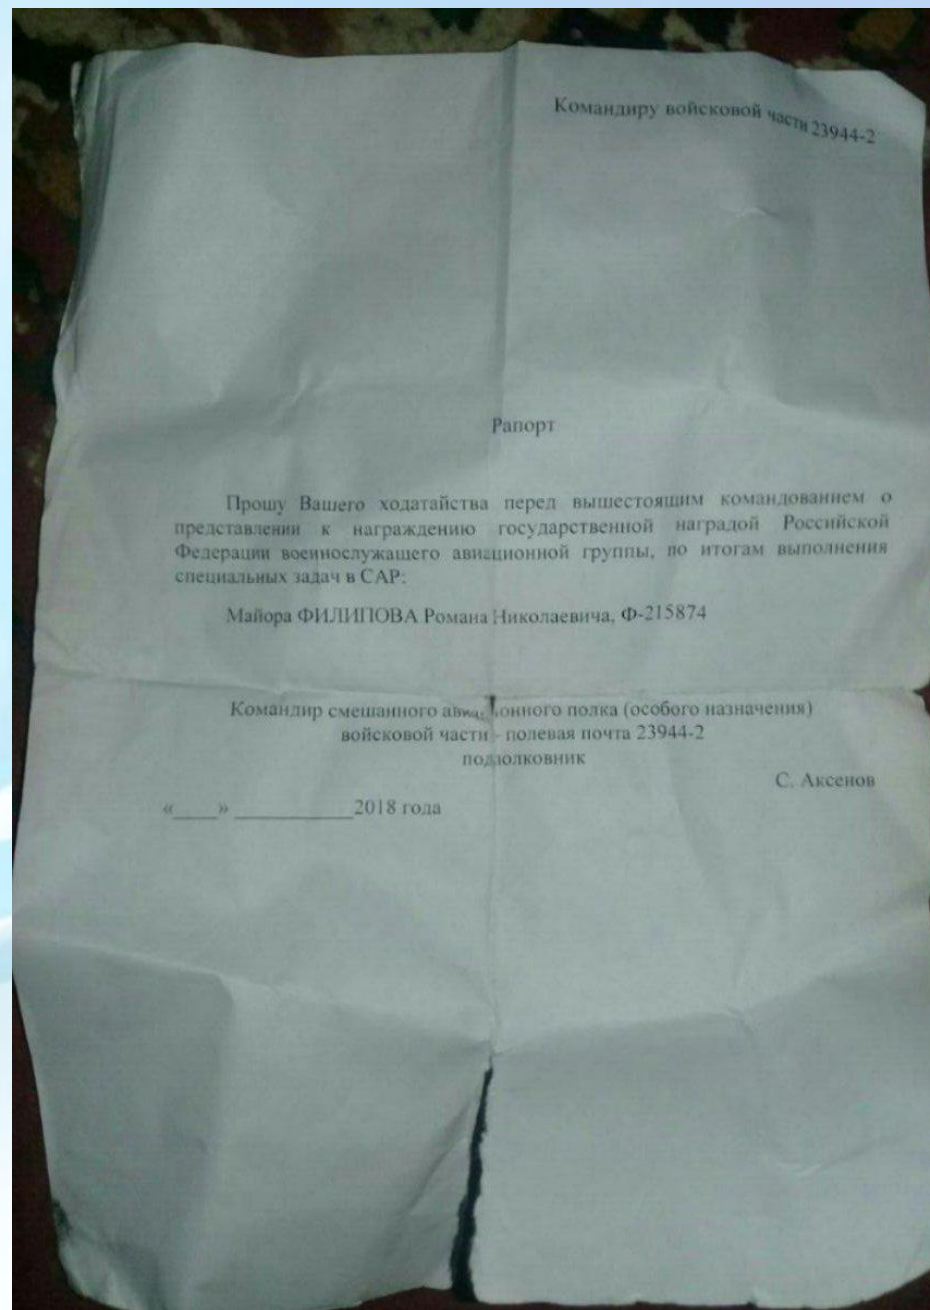 Командиру войсковой части 23944-2
Рапорт
Прошу Вашего ходатайства перед вышестоящим командованием о
представлении к награждению государственной наградой Российской
Федерации военнослужащего авиационной группы, по итогам выполнения
специальных задач в САР:
Майора ФИЛИПОВА Романа Николаевича, Ф-215874
Командир смешанного авиационного полка (особого назначения)
войсковой части - полевая почта 23944-2
подполковник
С. Аксенов
«____» ___________2018 года